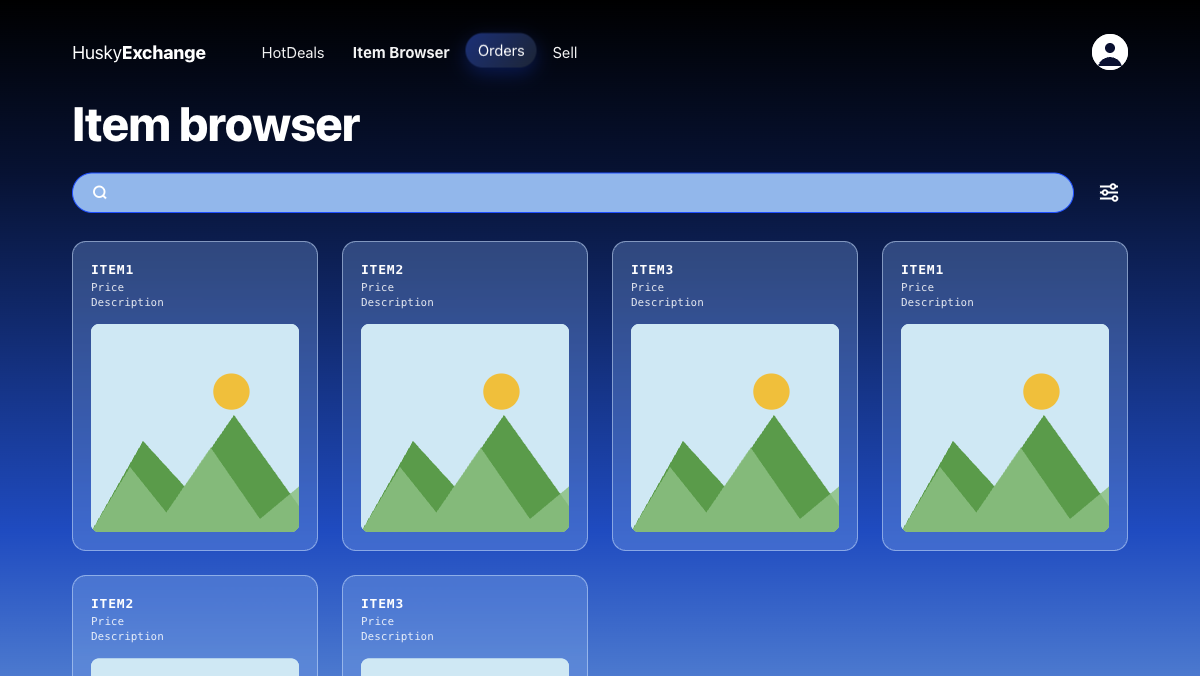 HuskyExchange
HotDeals
Item Browser
Orders
Sell
Item browser
ITEM1
Price
Description
ITEM2
Price
Description
ITEM3
Price
Description
ITEM1
Price
Description
ITEM2
Price
Description
ITEM3
Price
Description